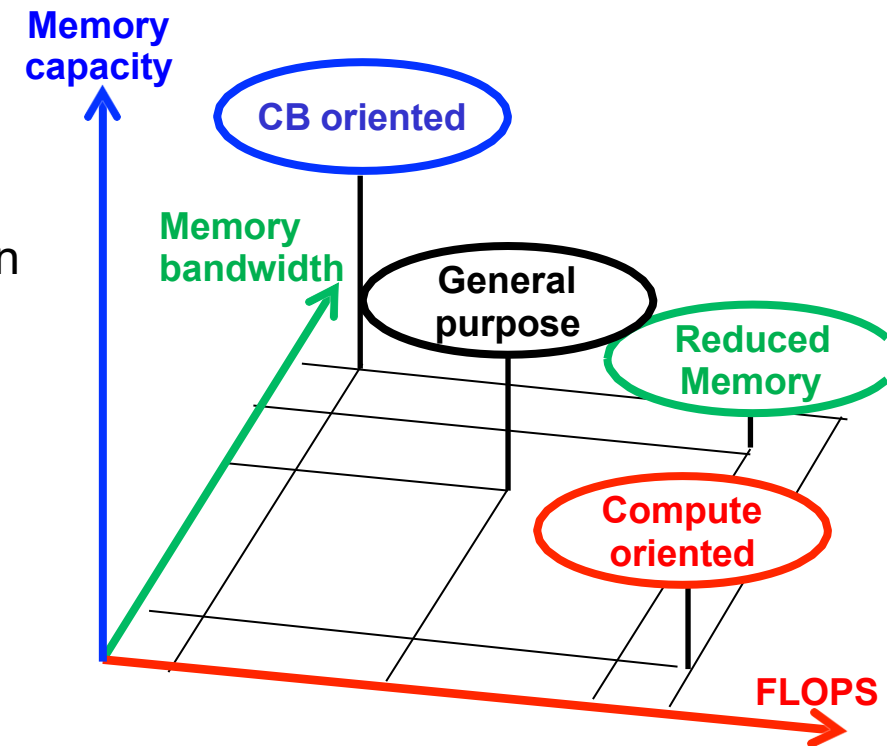 Memory
capacity
CB oriented
n
Memory
bandwidth
General
purpose
Reduced
Memory
Compute
oriented
FLOPS